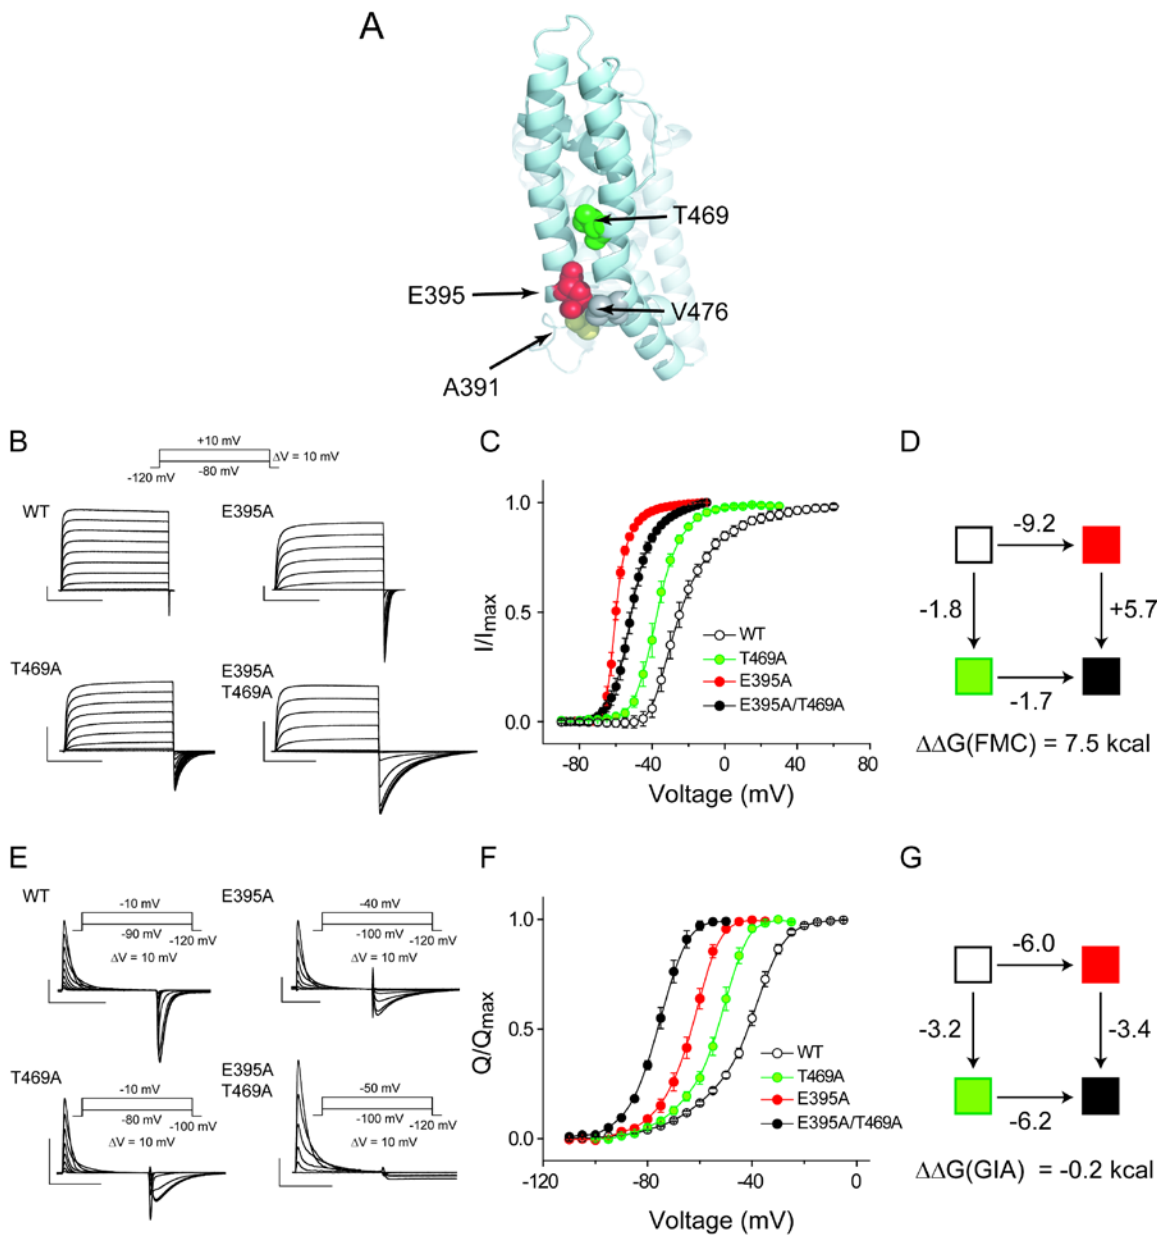 A
T469
E395
V476
A391
B
+10 mV
-120 mV
-80 mV
ΔV = 10 mV
WT
E395A
T469A
E395A
T469A
C
1.0
0.5
0.0
I/Imax
-80
-40
0
40
80
Voltage (mV)
WT
T469A
E395A
E395A/T469A
D
-9.2
-1.8
+5.7
-1.7
ΔΔG(FMC) = 7.5 kcal
E
WT
-10 mV
-90 mV
-120 mV
ΔV = 10 mV
E395A
-40 mV
-100 mV
-120 mV
ΔV = 10 mV
T469A
-10 mV
-80 mV
-100 mV
ΔV = 10 mV
E395A
T469A
-50 mV
-100 mV
-120 mV
ΔV = 10 mV
F
1.0
0.5
0.0
Q/Qmax
-120
-80
-40
0
Voltage (mV)
WT
T469A
E395A
E395A/T469A
G
-6.0
-3.2
-3.4
-6.2
ΔΔG(GIA) = -0.2 kcal